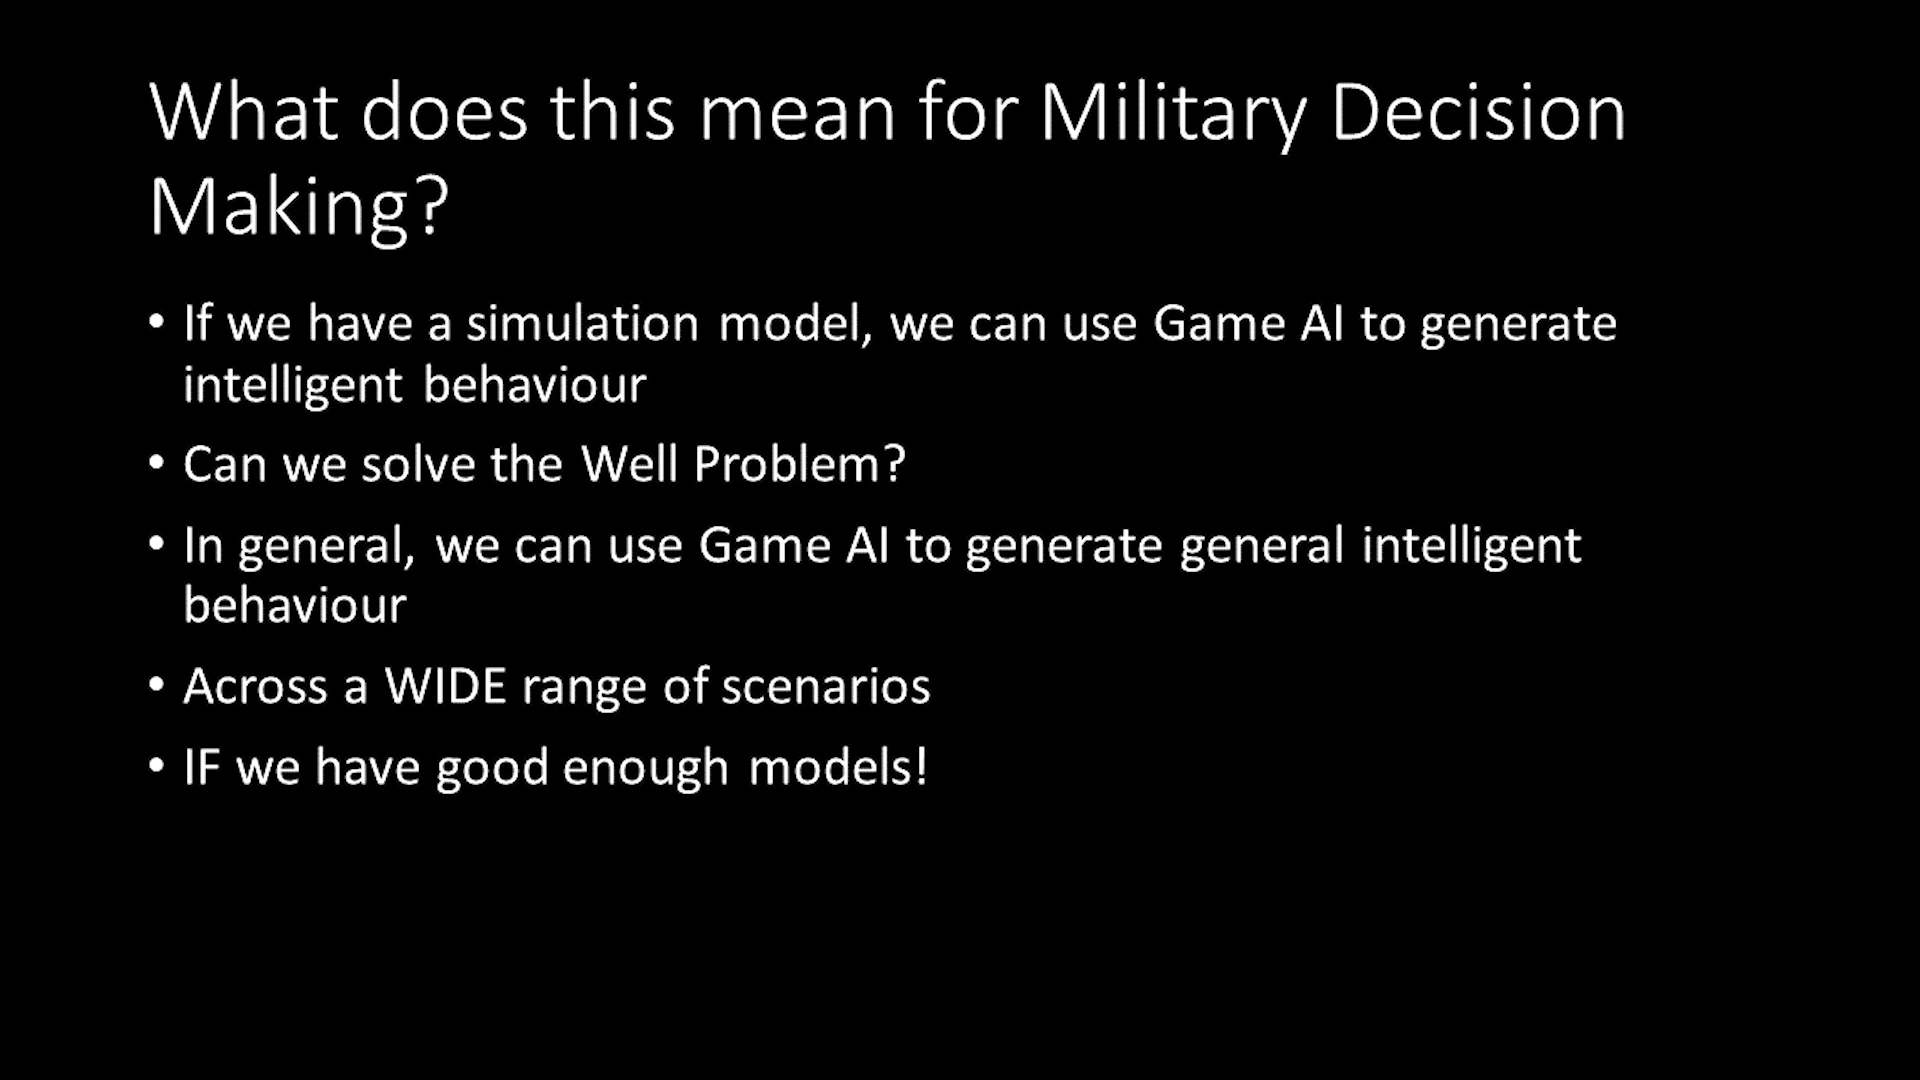 What does this mean for Military Decision
Making?
• If we have a simulation model, we can use Game AI to generate
intelligent behaviour
• Can we solve the Well Problem?
• In general, we can use Game AI to generate general intelligent
behaviour
• Across a WIDE range of scenarios
• IF we have good enough models!